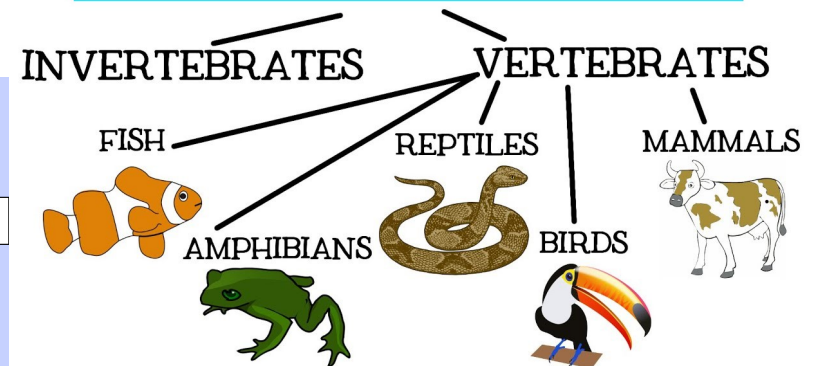 INVERTEBRATES
VERTEBRATES
FISH
REPTILES
MAMMALS
AMPHIBIANS
BIRDS